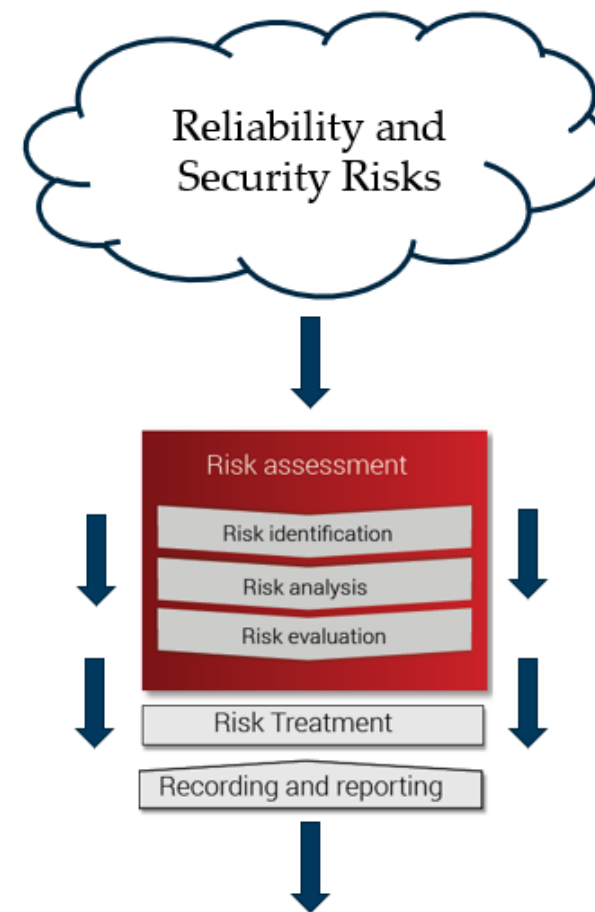 Reliability and
Security Risks
Risk assessment
Risk identification
Risk analysis
Risk evaluation
Risk Treatment
Recording and reporting